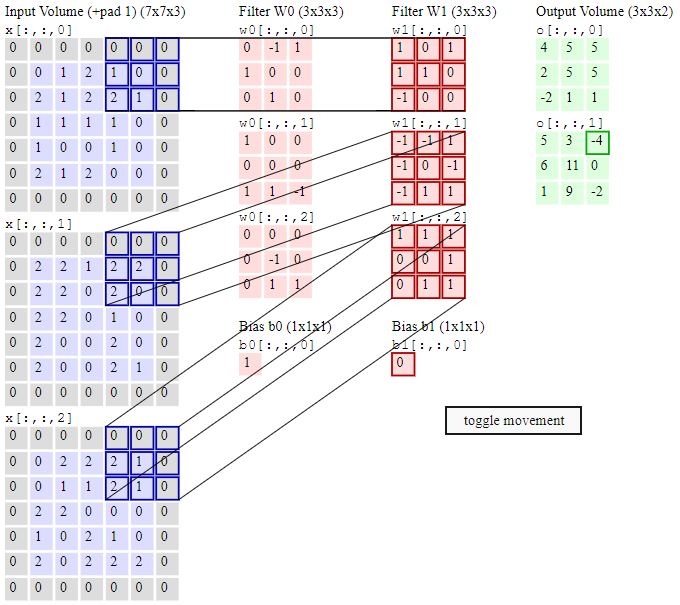 Input Volume (+pad 1) (7x7x3)
x[:,:,0]
0 0 0 0 0 0 0
0 0 1 2 1 0 0
0 2 1 2 2 1 0
0 1 1 1 1 0 0
0 1 0 0 1 0 0
0 2 1 2 0 0 0
0 0 0 0 0 0 0
x[:,:,1]
0 0 0 0 0 0 0
0 2 2 1 2 2 0
0 2 2 0 2 0 0
0 2 2 0 1 0 0
0 2 0 0 2 0 0
0 2 0 0 2 1 0
0 0 0 0 0 0 0
x[:,:,2]
0 0 0 0 0 0 0
0 0 2 2 2 1 0
0 0 1 1 2 1 0
0 2 2 0 0 0 0
0 1 0 2 1 0 0
0 2 0 2 2 2 0
0 0 0 0 0 0 0
Filter W0 (3x3x3)
w0[:,:,0]
0 -1 1
1 0 0
0 1 0
w0[:,:,1]
1 0 0
0 0 0
1 1 -1
w0[:,:,2]
0 0 0
0 -1 0
0 1 1
Bias b0 (1x1x1)
b0[:,:,0]
1
Filter W1 (3x3x3)
w1[:,:,0]
1 0 1
1 1 0
-1 0 0
w1[:,:,1]
-1 -1 1
-1 0 -1
-1 1 1
w1[:,:,2]
1 1 1
0 0 1
0 1 1
Bias b1 (1x1x1)
b1[:,:,0]
0
Output Volume (3x3x2)
o[:,:,0]
4 5 5
2 5 5
-2 1 1
o[:,:,1]
5 3 -4
6 11 0
1 9 -2
toggle movement